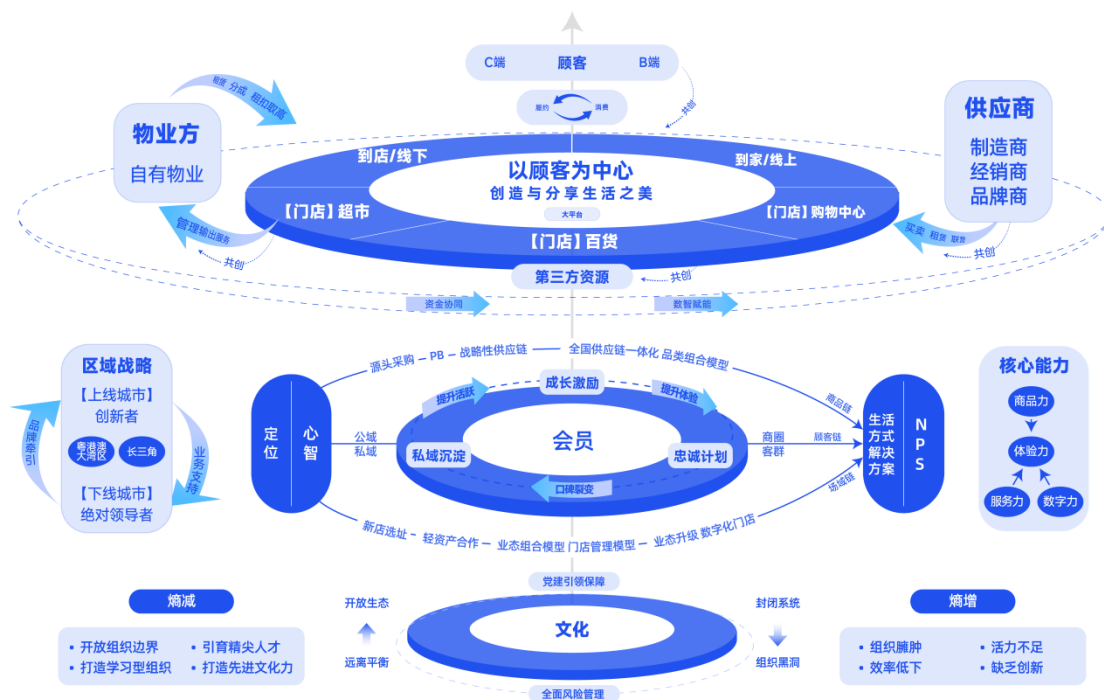 C端 顾客 B端
履约 消费
共创
租赁 分成 租扣取高
物业方
自有物业
管理输出服务
共创
供应商
制造商
经销商
品牌商
买卖 租赁 联营
到店/线下
到家/线上
以顾客为中心
创造与分享生活之美
大平台
【门店】超市
【门店】购物中心
【门店】百货
第三方资源
共创
资金协同
数智赋能
区域战略
【上线城市】
创新者
粤港澳
大湾区
长三角
【下线城市】
绝对领导者
品牌牵引
业务支持
定位
心智
源头采购 – PB – 战略性供应链 — 全国供应链一体化 品类组合模型
商品链
公域
私域
提升活跃
成长激励
提升体验
会员
私域沉淀
忠诚计划
口碑裂变
商圈
客群
顾客链
场域链
新店选址 – 轻资产合作 – 业态组合模型 门店管理模型 – 业态升级 数字化门店
生活
方式
解决
方案
NPS
核心能力
商品力
体验力
服务力
数字力
党建引领保障
开放生态
远离平衡
文化
封闭系统
组织黑洞
全面风险管理
熵减
• 开放组织边界 • 引育精尖人才
• 打造学习型组织 • 打造先进文化力
熵增
• 组织臃肿 • 活力不足
• 效率低下 • 缺乏创新